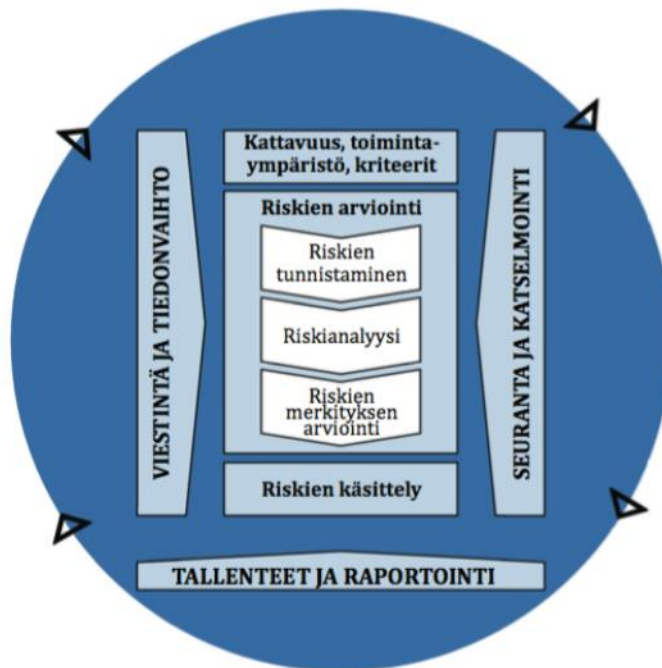 Kattavuus, toiminta-
ympäristö, kriteerit
Riskien arviointi
Riskien
tunnistaminen
Riskianalyysi
Riskien
merkityksen
arviointi
Riskien käsittely
VIESTINTÄ JA TIEDONVAIHTO
SEURANTA JA KATSELMOINTI
TALLENTEET JA RAPORTOINTI